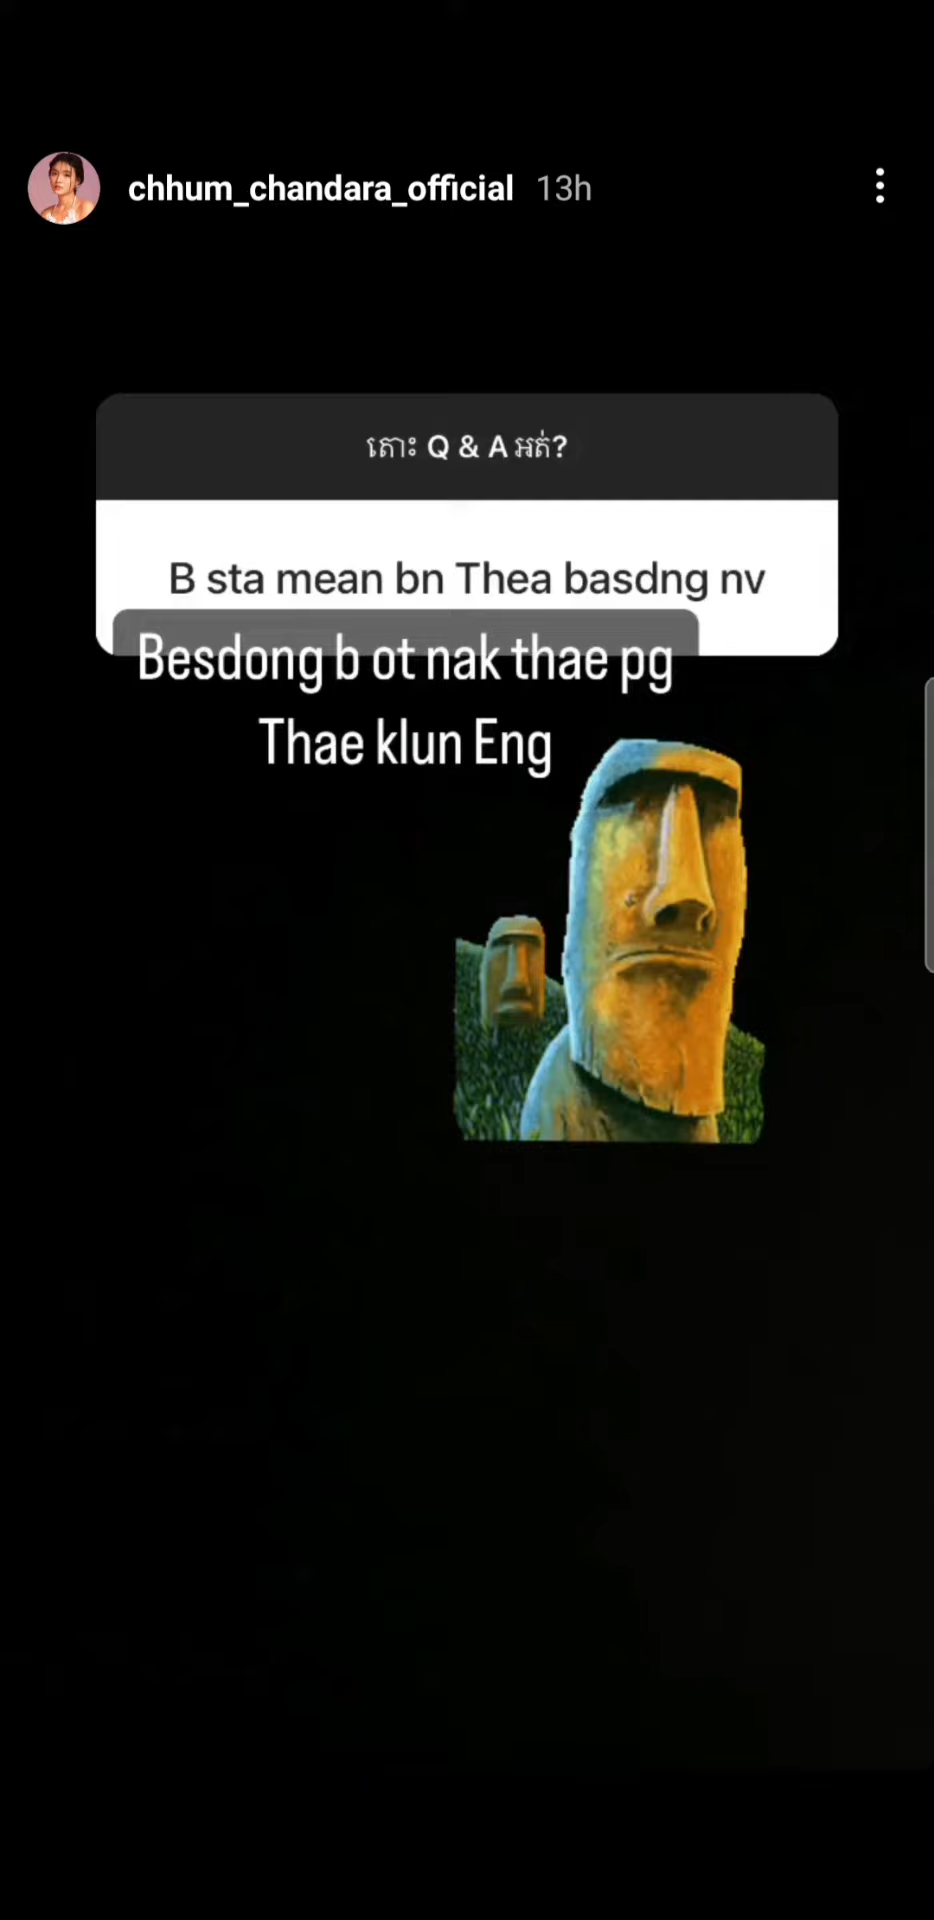 chhum_chandara_official 13h
តោះ Q & A អត់?
B sta mean bn Thea basdng nv
Besdong b ot nak thae pg
Thae klun Eng